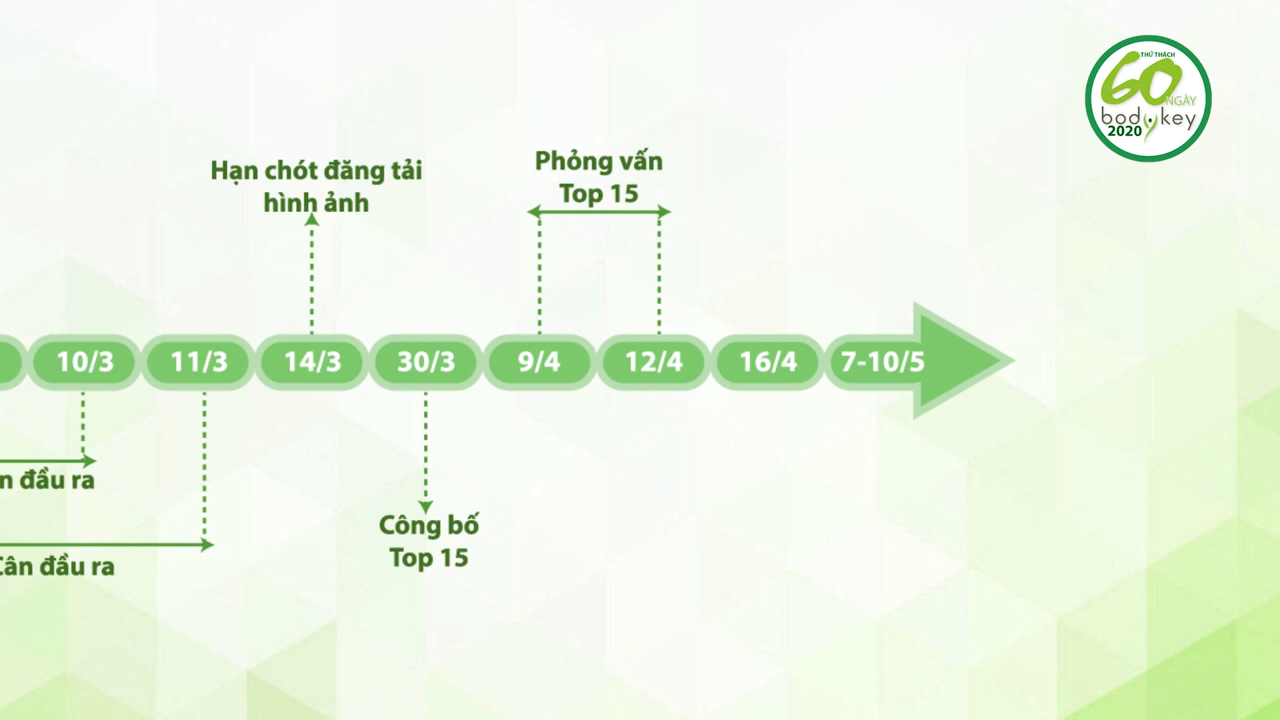 THỬ THÁCH
60
NGÀY
bodykey
2020
Hạn chót đăng tải
hình ảnh
Phỏng vấn
Top 15
10/3
11/3
14/3
30/3
9/4
12/4
16/4
7-10/5
đầu ra
Cân đầu ra
Công bố
Top 15